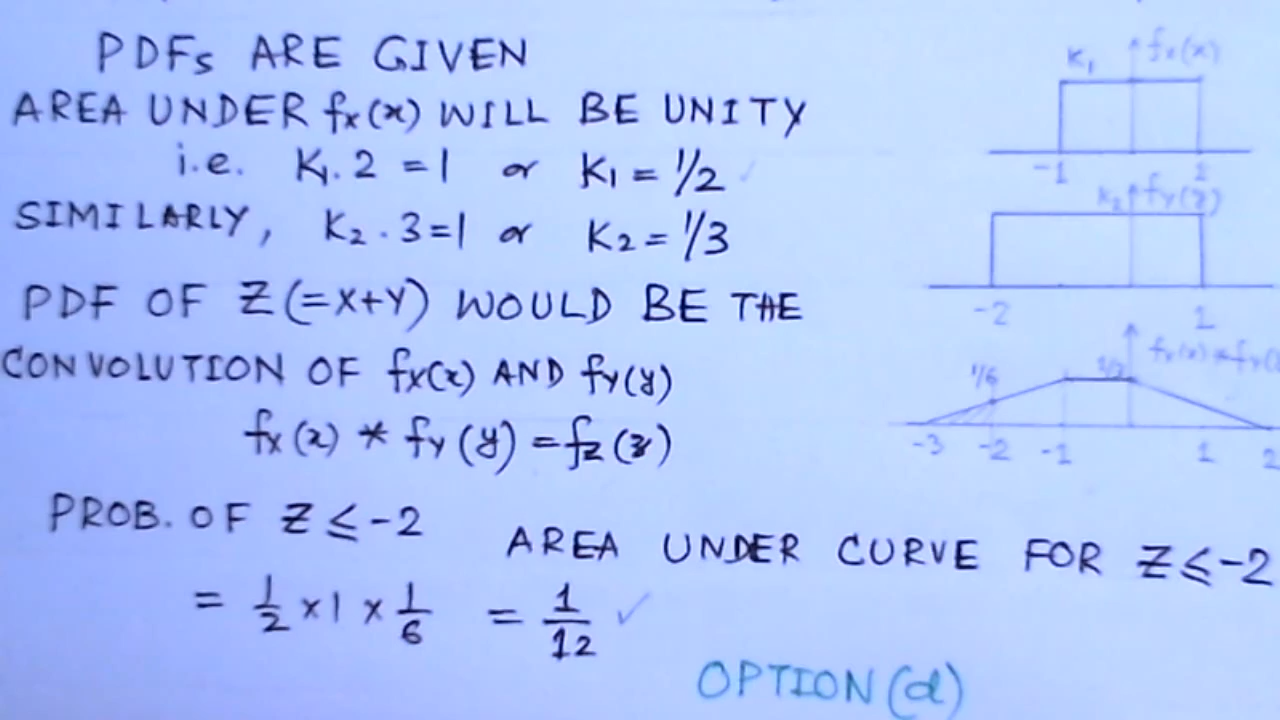 PDFs ARE GIVEN
AREA UNDER fx(x) WILL BE UNITY
i.e. K1. 2 = 1 or K1 = 1/2
SIMILARLY, K2 . 3 = 1 or K2 = 1/3
PDF OF Z(=X+Y) WOULD BE THE
CONVOLUTION OF fx(x) AND fy(y)
fx(x) * fy(y) = fz(z)
PROB. OF Z ≤ -2
AREA UNDER CURVE FOR Z ≤ -2
= 1/2 × 1 × 1/6 = 1/12 ✓
OPTION (d)
K1 fx(x)
-1 1
K2 fy(y)
-2 1
1/6
-3 -2 -1 1 2